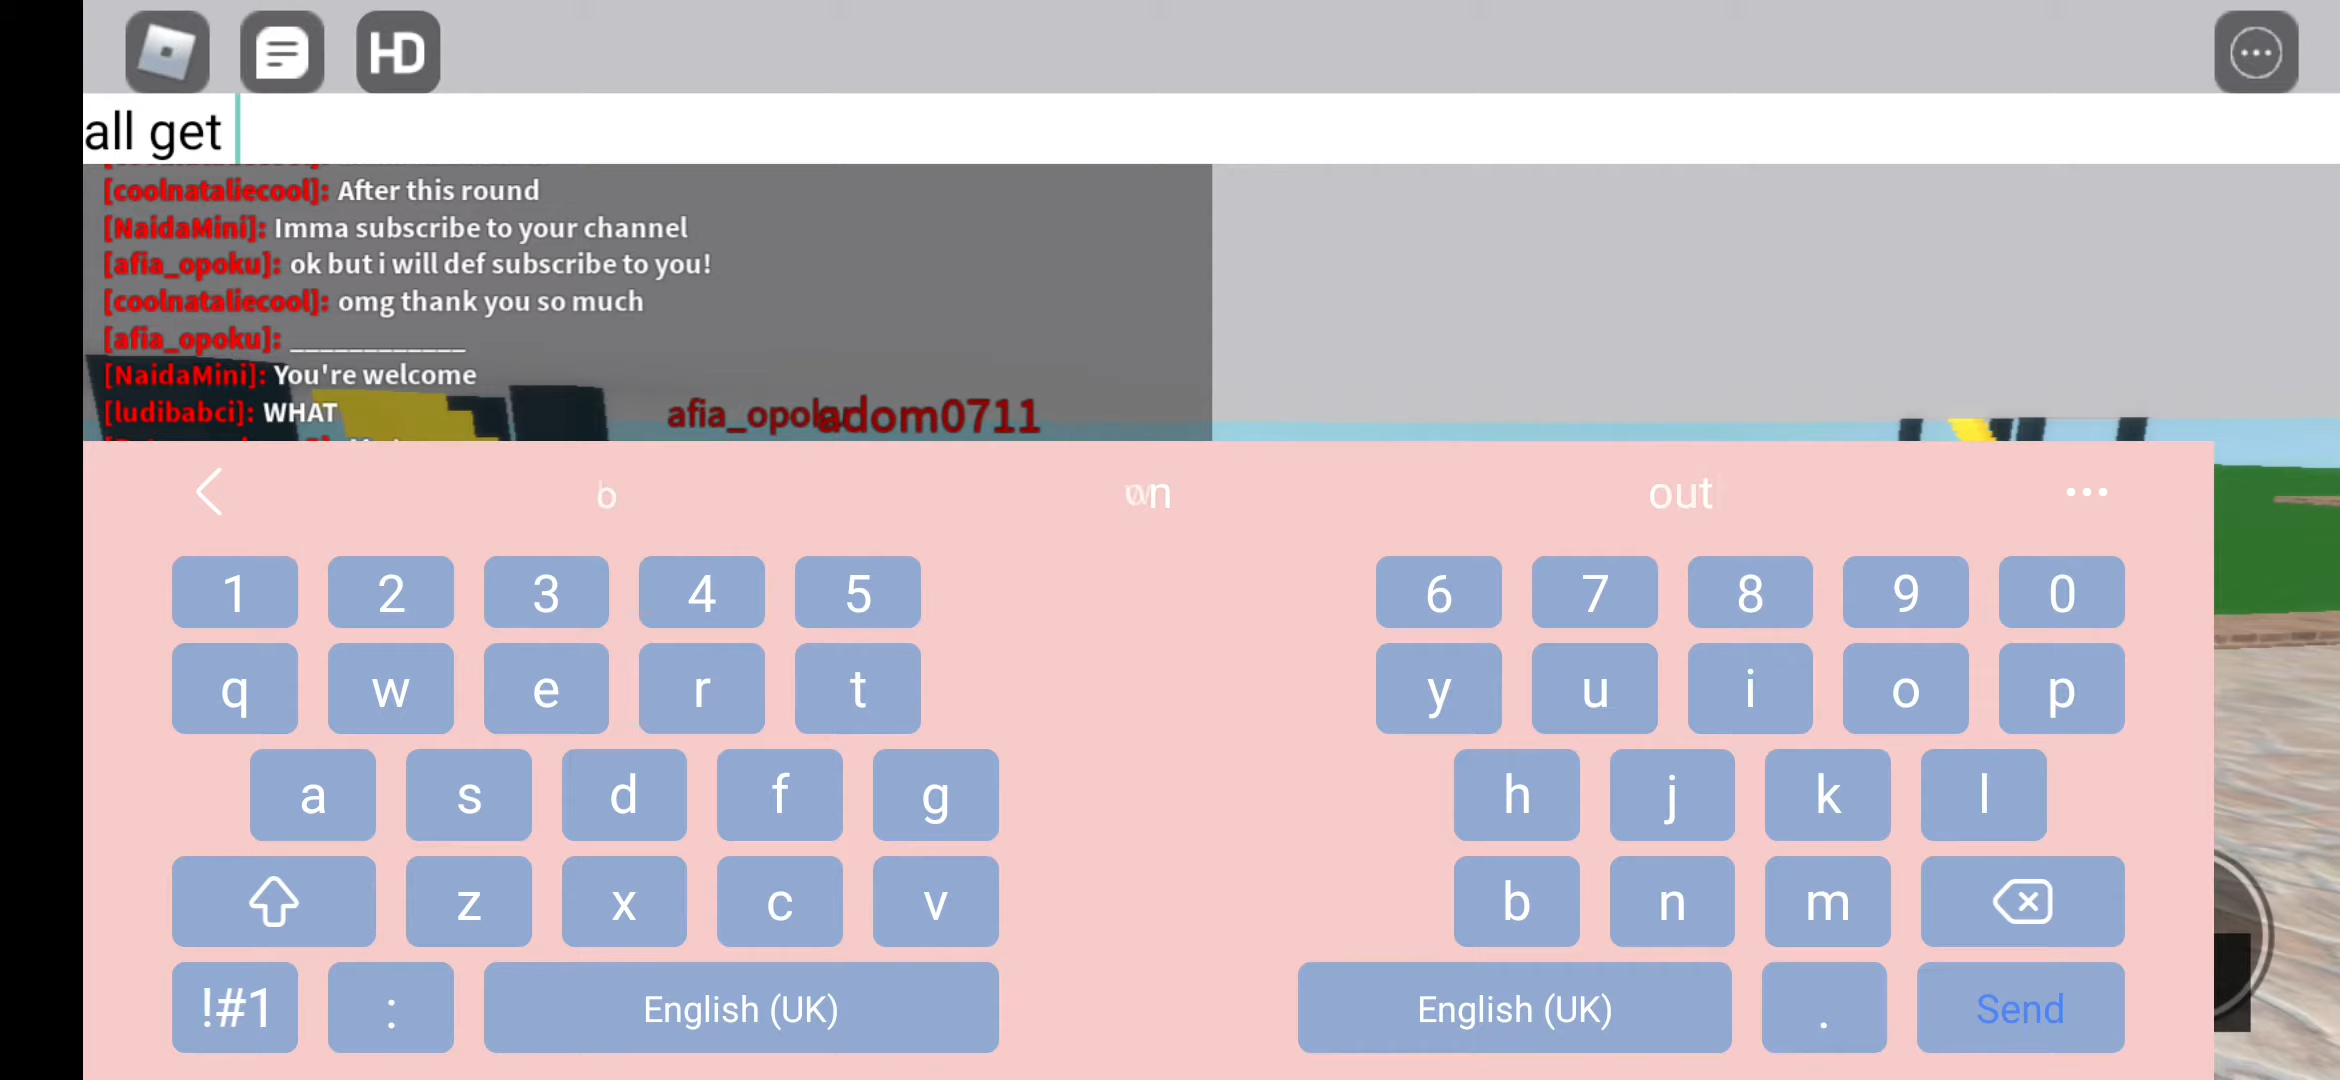 HD
all get
[coolnataliecool]: After this round
[NaidaMini]: Imma subscribe to your channel
[afia_opoku]: ok but i will def subscribe to you!
[coolnataliecool]: omg thank you so much
[afia_opoku]: ____________
[NaidaMini]: You're welcome
[ludibabci]: WHAT
adom0711
out
1 2 3 4 5 6 7 8 9 0
q w e r t y u i o p
a s d f g h j k l
z x c v b n m
!#1 : English (UK) English (UK) . Send